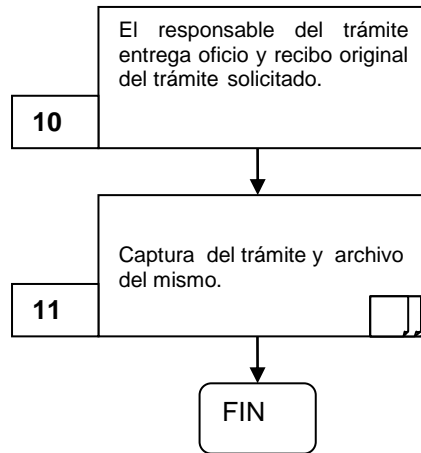 El responsable del trámite
entrega oficio y recibo original
del trámite solicitado.
10
Captura del trámite y archivo
del mismo.
11
FIN